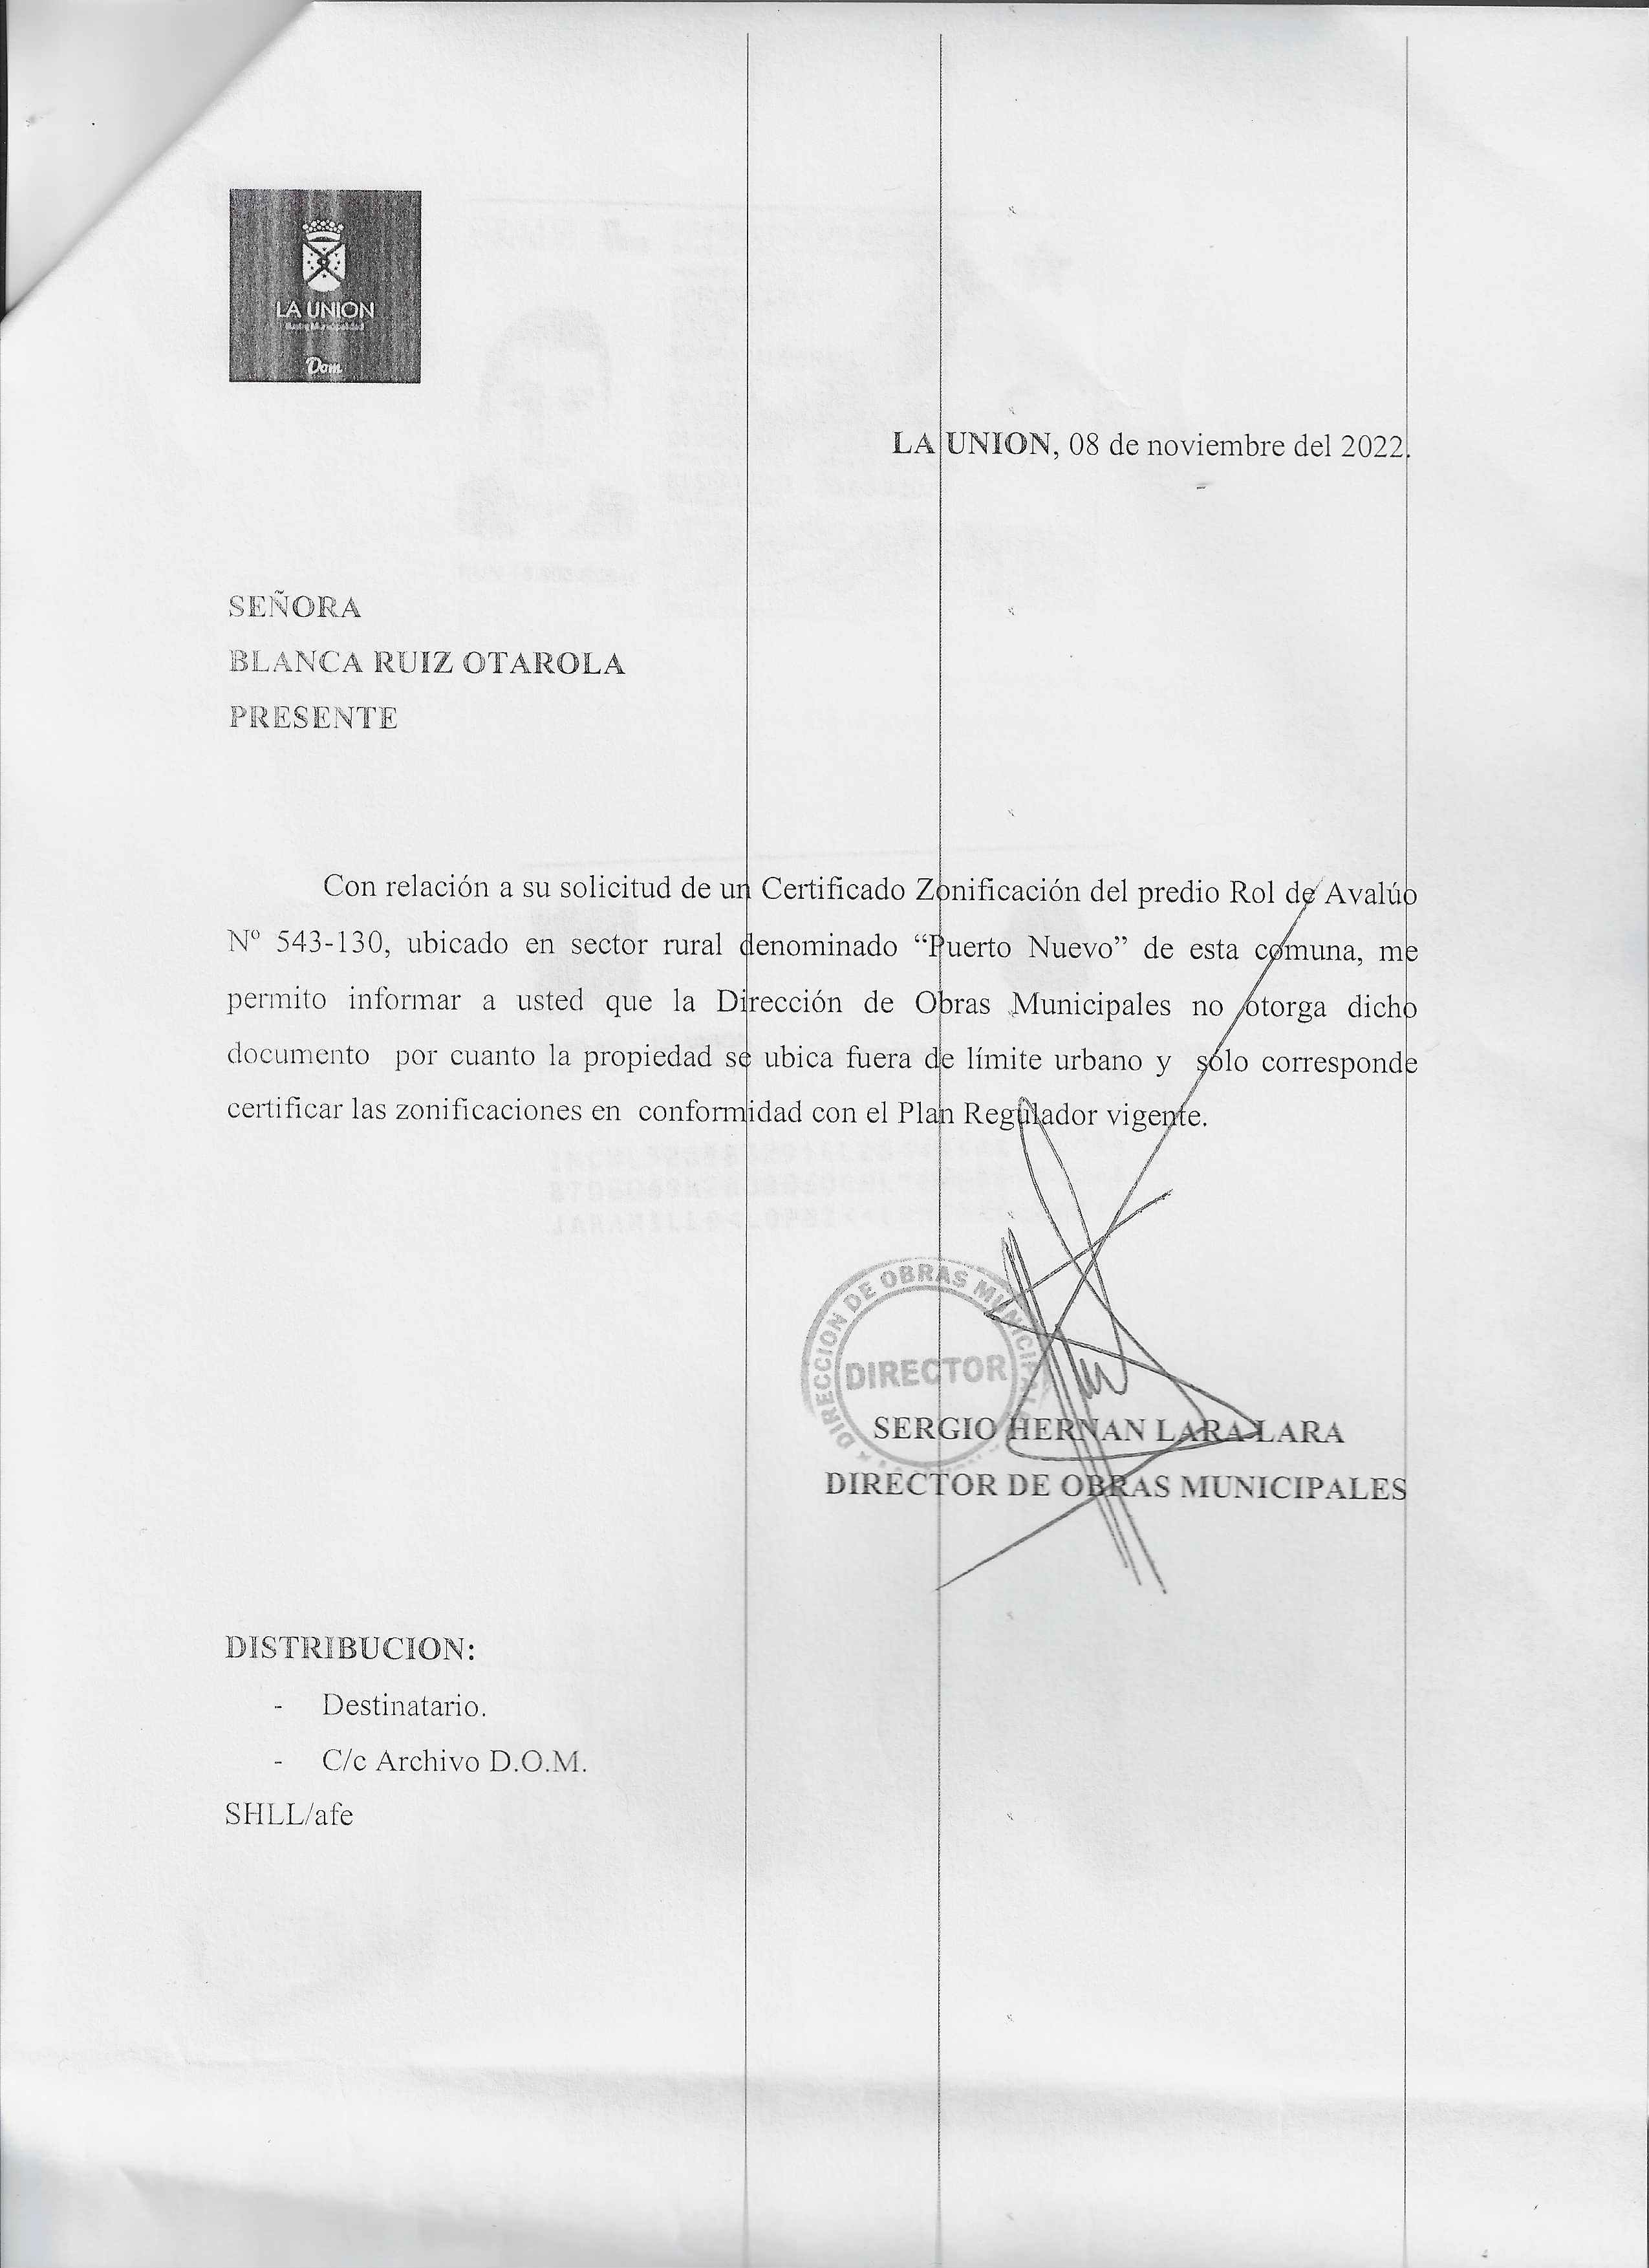 LA UNIÓN
Ilustre Municipalidad
Dom
LA UNION, 08 de noviembre del 2022.
SEÑORA
BLANCA RUIZ OTAROLA
PRESENTE
Con relación a su solicitud de un Certificado Zonificación del predio Rol de Avalúo
Nº 543-130, ubicado en sector rural denominado “Puerto Nuevo” de esta comuna, me
permito informar a usted que la Dirección de Obras Municipales no otorga dicho
documento por cuanto la propiedad se ubica fuera de límite urbano y sólo corresponde
certificar las zonificaciones en conformidad con el Plan Regulador vigente.
DIRECCION DE OBRAS MUNICIPALES
DIRECTOR
SERGIO HERNAN LARA LARA
DIRECTOR DE OBRAS MUNICIPALES
DISTRIBUCION:
- Destinatario.
- C/c Archivo D.O.M.
SHLL/afe